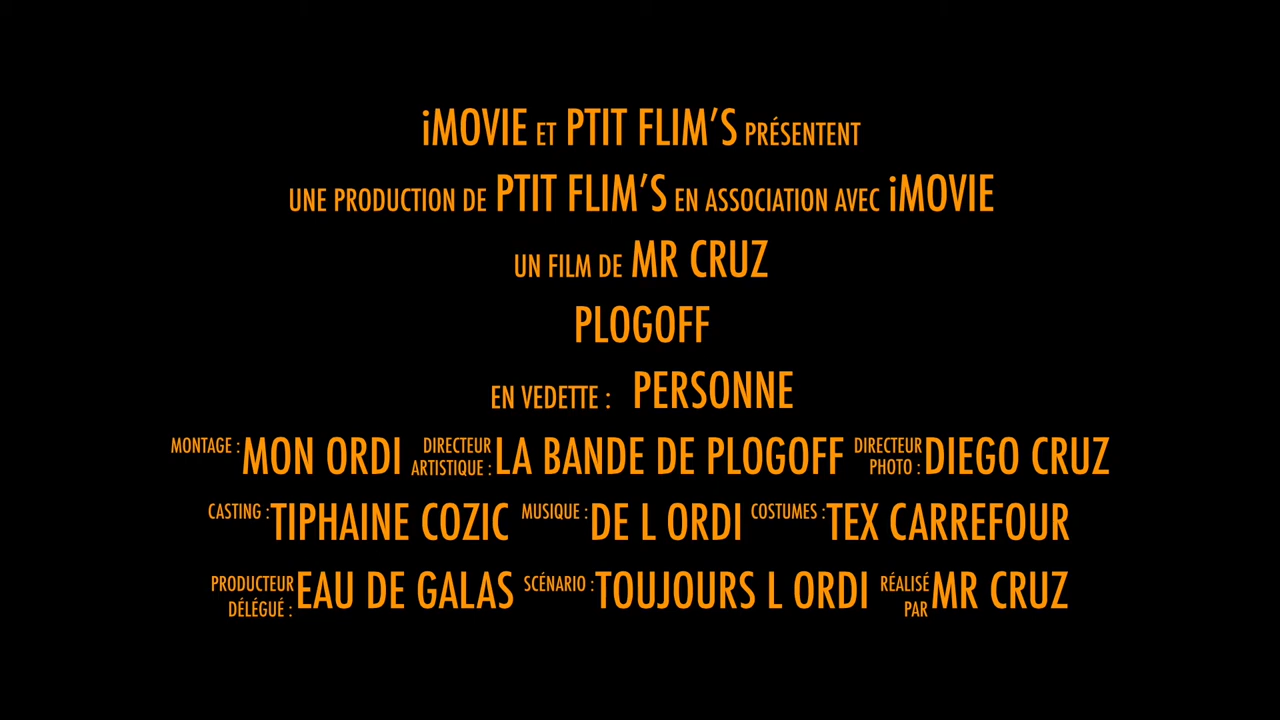 iMOVIE ET PTIT FLIM'S PRÉSENTENT
UNE PRODUCTION DE PTIT FLIM'S EN ASSOCIATION AVEC iMOVIE
UN FILM DE MR CRUZ
PLOGOFF
EN VEDETTE : PERSONNE
MONTAGE : MON ORDI DIRECTEUR ARTISTIQUE : LA BANDE DE PLOGOFF DIRECTEUR PHOTO : DIEGO CRUZ
CASTING : TIPHAINE COZIC MUSIQUE : DE L ORDI COSTUMES : TEX CARREFOUR
PRODUCTEUR DÉLÉGUÉ : EAU DE GALAS SCÉNARIO : TOUJOURS L ORDI RÉALISÉ PAR MR CRUZ